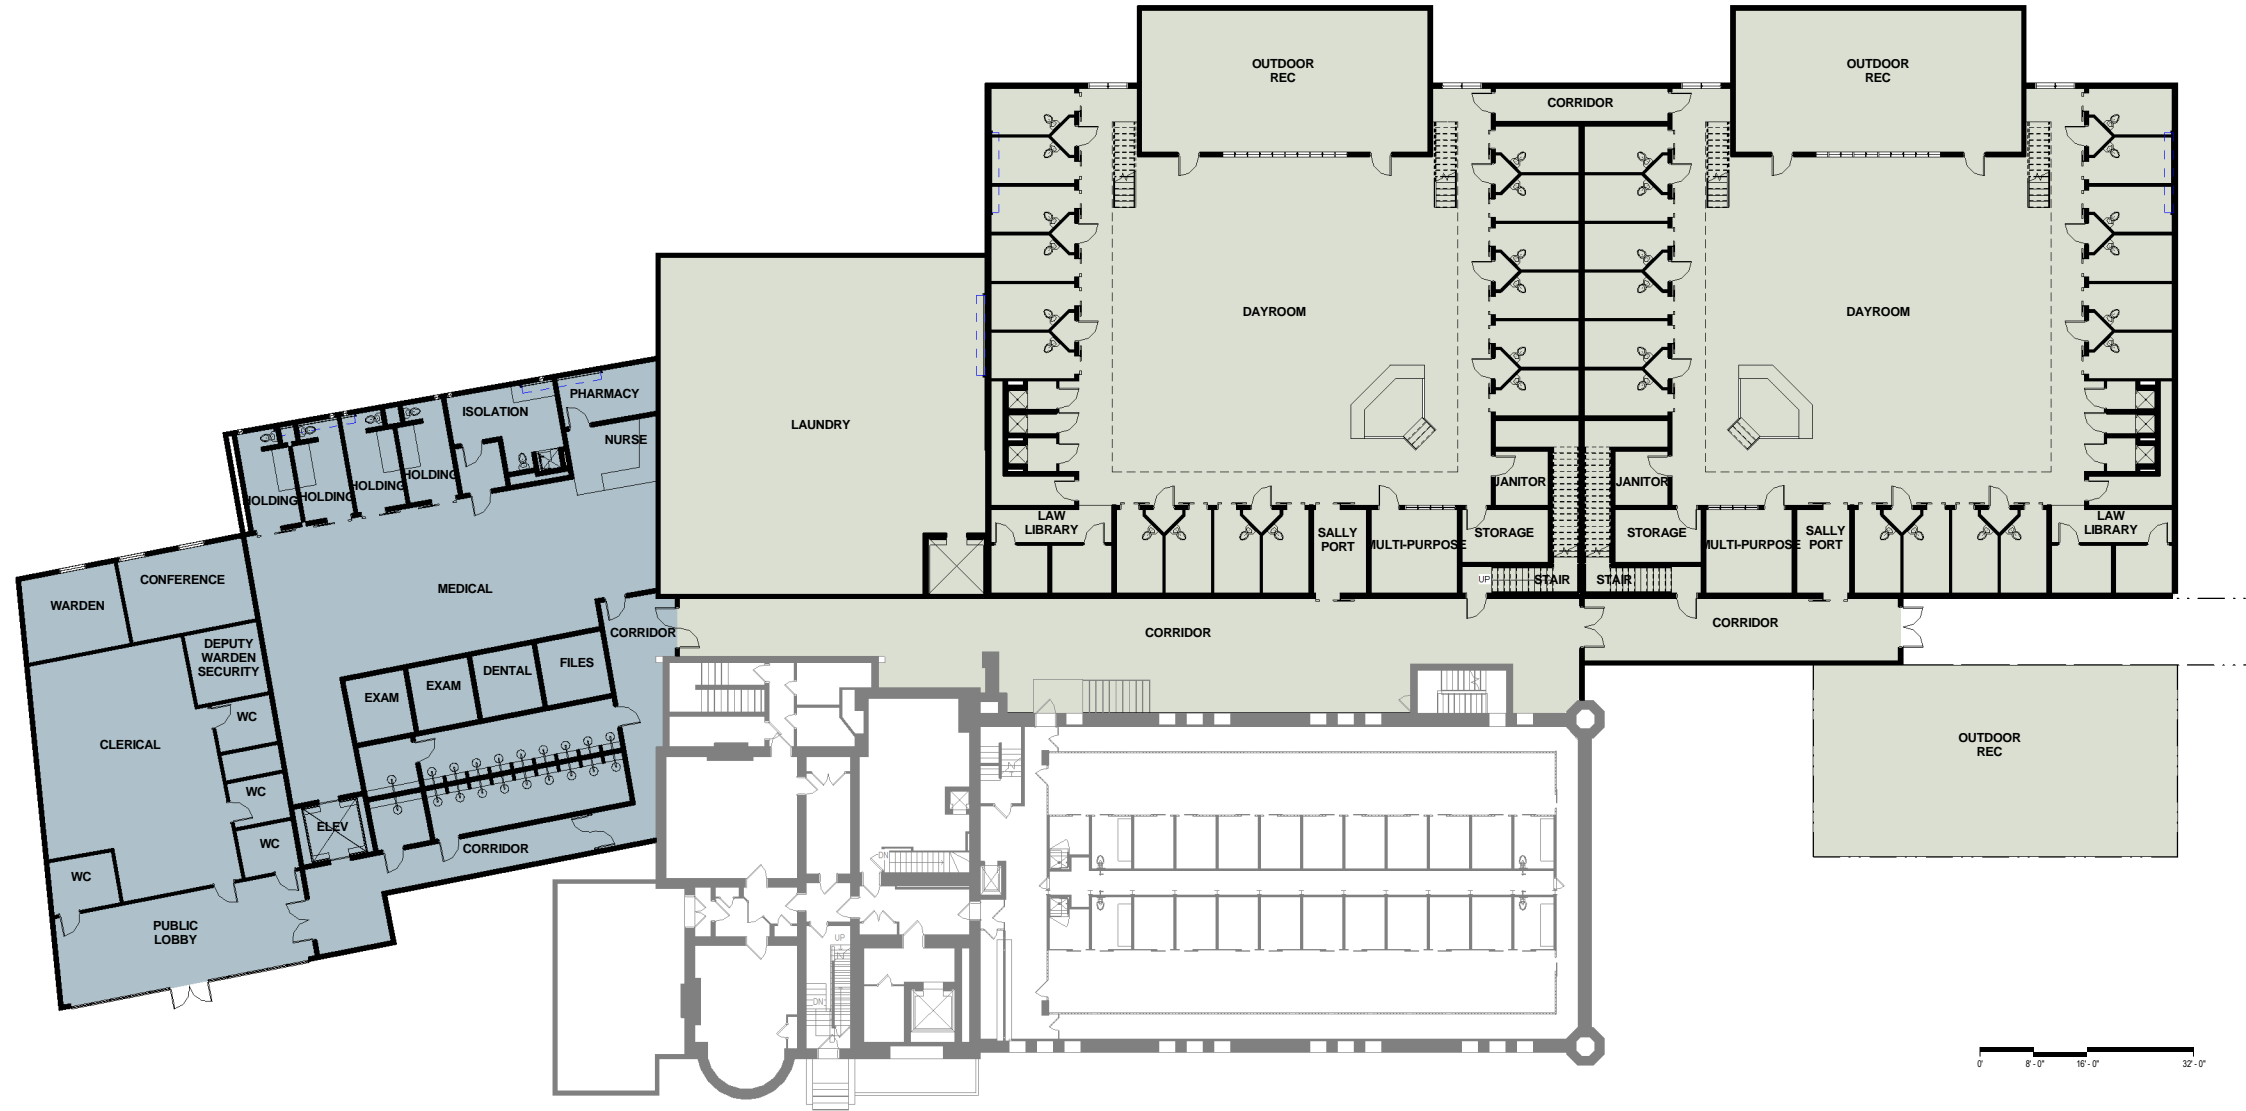 OUTDOOR
REC
OUTDOOR
REC
CORRIDOR
DAYROOM
DAYROOM
PHARMACY
ISOLATION
LAUNDRY
NURSE
HOLDING
HOLDING
HOLDING
HOLDING
JANITOR
JANITOR
LAW
LIBRARY
SALLY
PORT
MULTI-PURPOSE
STORAGE
STORAGE
MULTI-PURPOSE
SALLY
PORT
LAW
LIBRARY
UP
STAIR
STAIR
CONFERENCE
WARDEN
MEDICAL
CORRIDOR
CORRIDOR
CORRIDOR
DEPUTY
WARDEN
SECURITY
FILES
DENTAL
EXAM
EXAM
WC
CLERICAL
OUTDOOR
REC
WC
ELEV
WC
CORRIDOR
DN
WC
PUBLIC
LOBBY
UP
DN
0'
8' - 0"
16' - 0"
32' - 0"